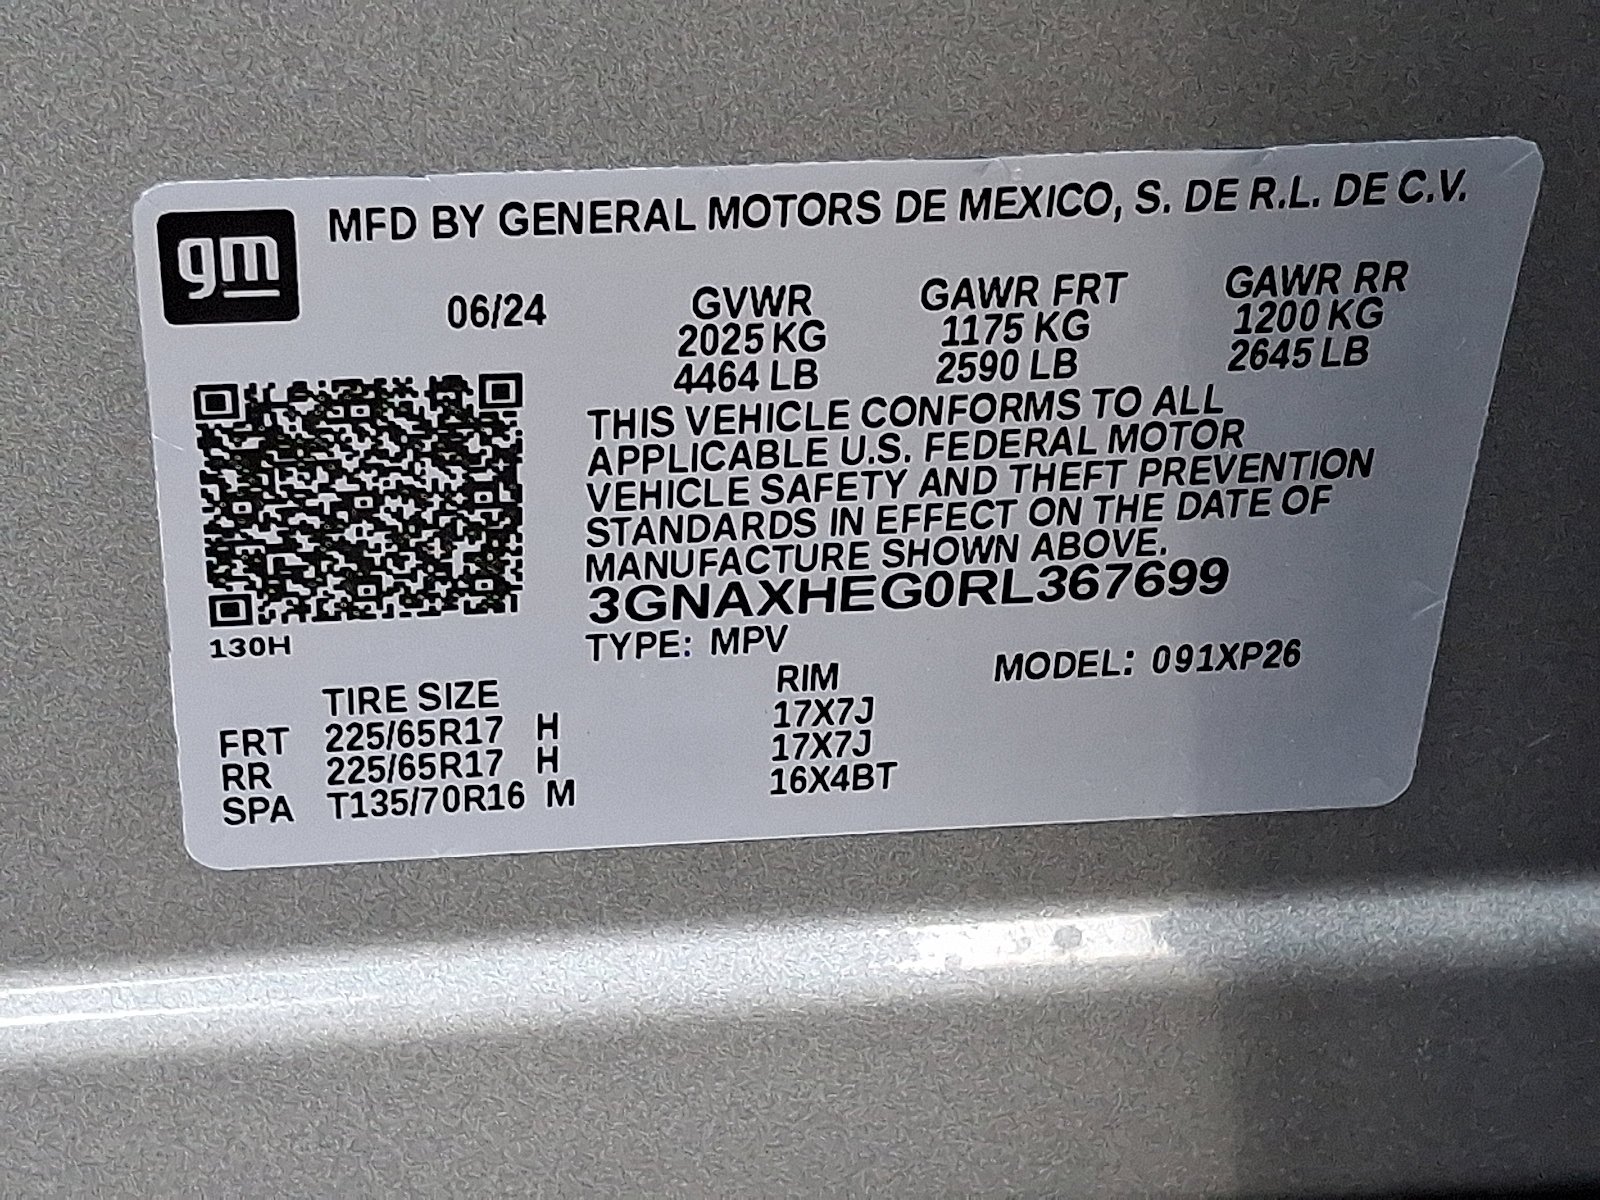 gm
MFD BY GENERAL MOTORS DE MEXICO, S. DE R.L. DE C.V.
06/24 GVWR GAWR FRT GAWR RR
2025 KG 1175 KG 1200 KG
4464 LB 2590 LB 2645 LB
THIS VEHICLE CONFORMS TO ALL
APPLICABLE U.S. FEDERAL MOTOR
VEHICLE SAFETY AND THEFT PREVENTION
STANDARDS IN EFFECT ON THE DATE OF
MANUFACTURE SHOWN ABOVE.
3GNAXHEG0RL367699
130H
TYPE: MPV MODEL: 091XP26
TIRE SIZE RIM
FRT 225/65R17 H 17X7J
RR 225/65R17 H 17X7J
SPA T135/70R16 M 16X4BT